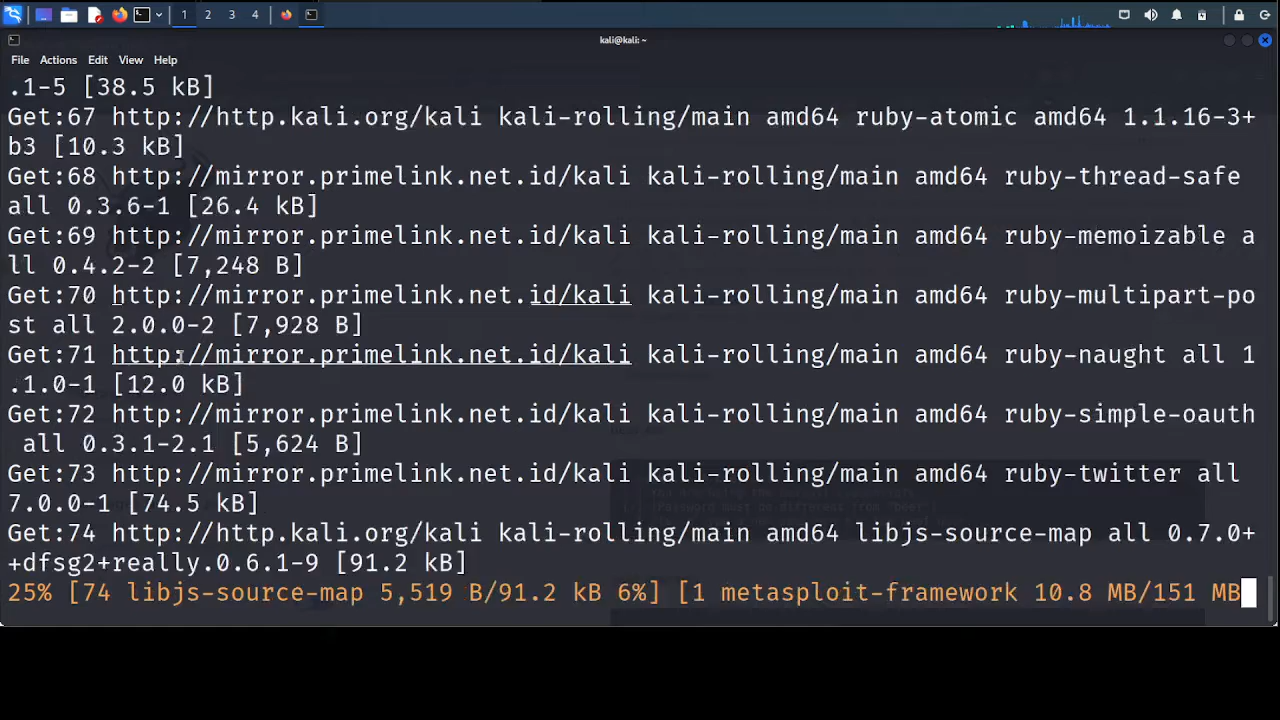 1 2 3 4
kali@kali: ~
File Actions Edit View Help
.1-5 [38.5 kB]
Get:67 http://http.kali.org/kali kali-rolling/main amd64 ruby-atomic amd64 1.1.16-3+
b3 [10.3 kB]
Get:68 http://mirror.primelink.net.id/kali kali-rolling/main amd64 ruby-thread-safe
all 0.3.6-1 [26.4 kB]
Get:69 http://mirror.primelink.net.id/kali kali-rolling/main amd64 ruby-memoizable a
ll 0.4.2-2 [7,248 B]
Get:70 http://mirror.primelink.net.id/kali kali-rolling/main amd64 ruby-multipart-po
st all 2.0.0-2 [7,928 B]
Get:71 http://mirror.primelink.net.id/kali kali-rolling/main amd64 ruby-naught all 1
.1.0-1 [12.0 kB]
Get:72 http://mirror.primelink.net.id/kali kali-rolling/main amd64 ruby-simple-oauth
all 0.3.1-2.1 [5,624 B]
Get:73 http://mirror.primelink.net.id/kali kali-rolling/main amd64 ruby-twitter all
7.0.0-1 [74.5 kB]
Get:74 http://http.kali.org/kali kali-rolling/main amd64 libjs-source-map all 0.7.0+
+dfsg2+really.0.6.1-9 [91.2 kB]
25% [74 libjs-source-map 5,519 B/91.2 kB 6%] [1 metasploit-framework 10.8 MB/151 MB